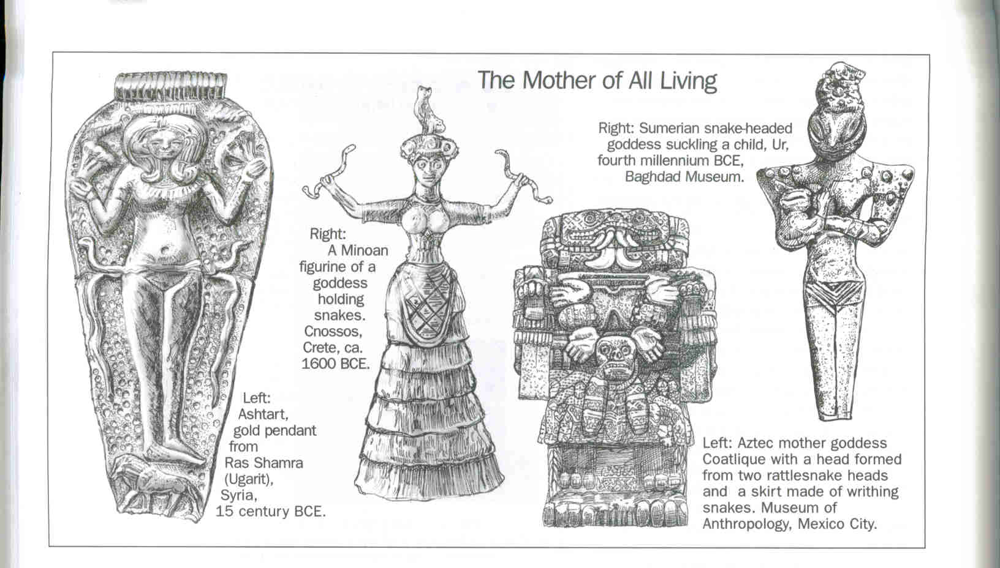 The Mother of All Living
Right: Sumerian snake-headed
goddess suckling a child, Ur,
fourth millennium BCE,
Baghdad Museum.
Right:
A Minoan
figurine of a
goddess
holding
snakes.
Cnossos,
Crete, ca.
1600 BCE.
Left:
Ashtart,
gold pendant
from
Ras Shamra
(Ugarit),
Syria,
15 century BCE.
Left: Aztec mother goddess
Coatlique with a head formed
from two rattlesnake heads
and a skirt made of writhing
snakes. Museum of
Anthropology, Mexico City.